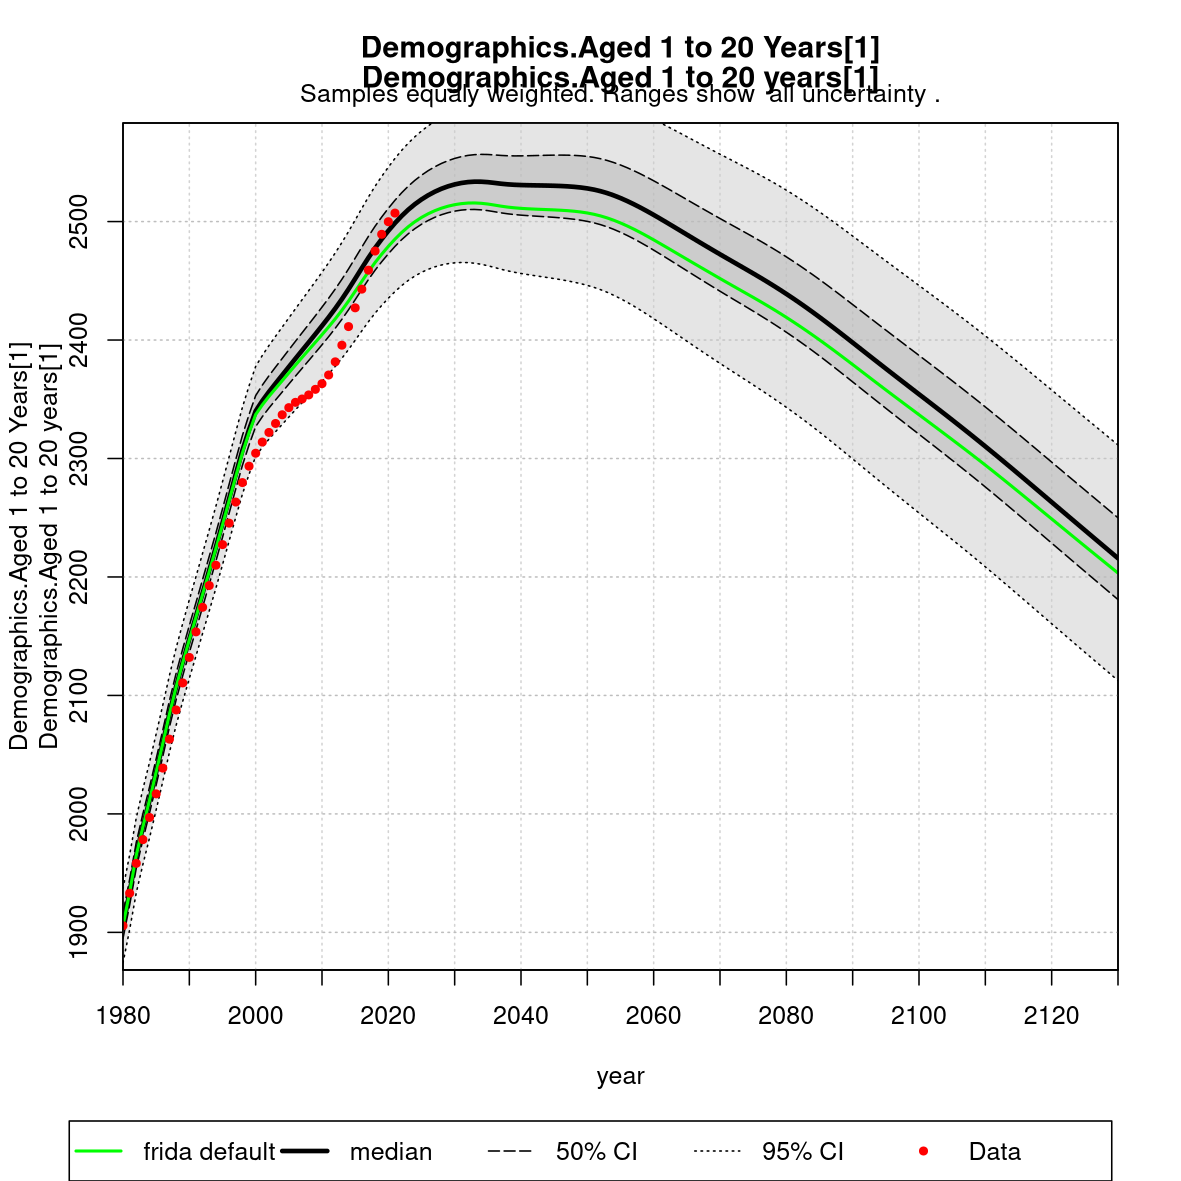 Demographics.Aged 1 to 20 Years[1]
Demographics.Aged 1 to 20 years[1]
Samples equaly weighted. Ranges show  all uncertainty .
Demographics.Aged 1 to 20 Years[1]
Demographics.Aged 1 to 20 years[1]
2500
2400
2300
2200
2100
2000
1900
1980 2000 2020 2040 2060 2080 2100 2120
year
frida default median 50% CI 95% CI Data